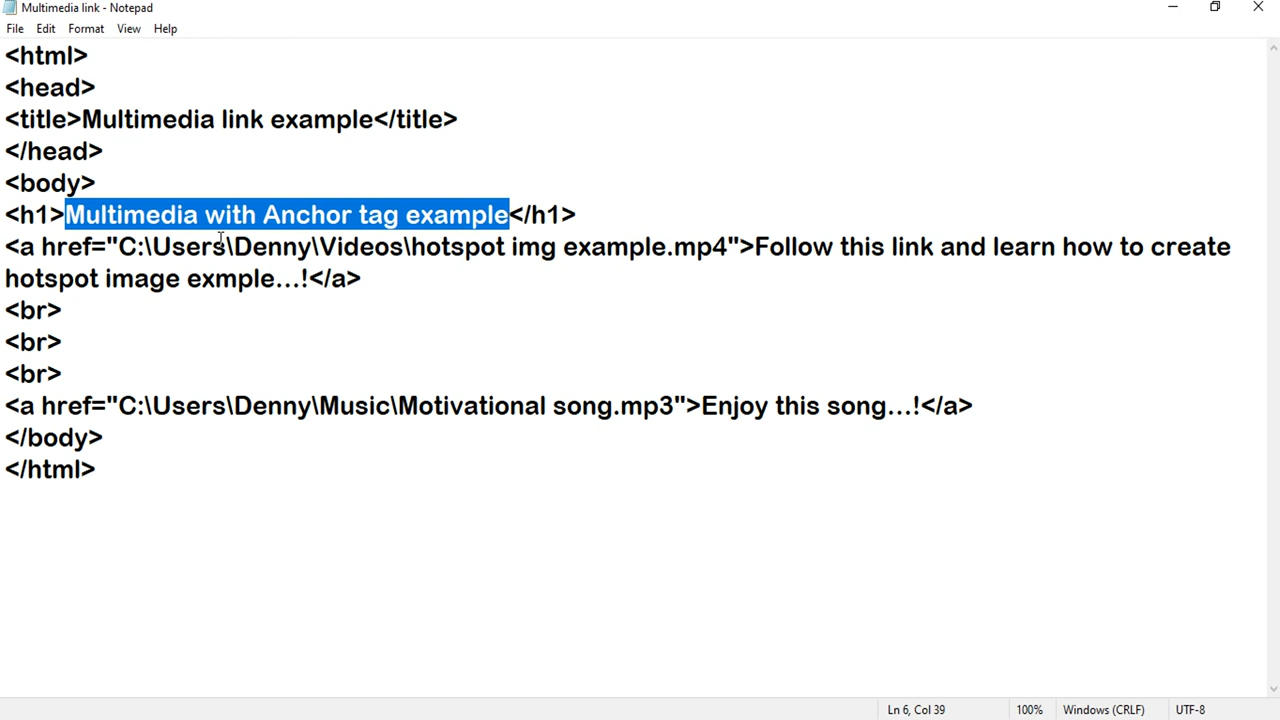 Multimedia link - Notepad
File Edit Format View Help
<html>
<head>
<title>Multimedia link example</title>
</head>
<body>
<h1>Multimedia with Anchor tag example</h1>
<a href="C:\Users\Denny\Videos\hotspot img example.mp4">Follow this link and learn how to create
hotspot image exmple...!</a>
<br>
<br>
<br>
<a href="C:\Users\Denny\Music\Motivational song.mp3">Enjoy this song...!</a>
</body>
</html>
Ln 6, Col 39 100% Windows (CRLF) UTF-8